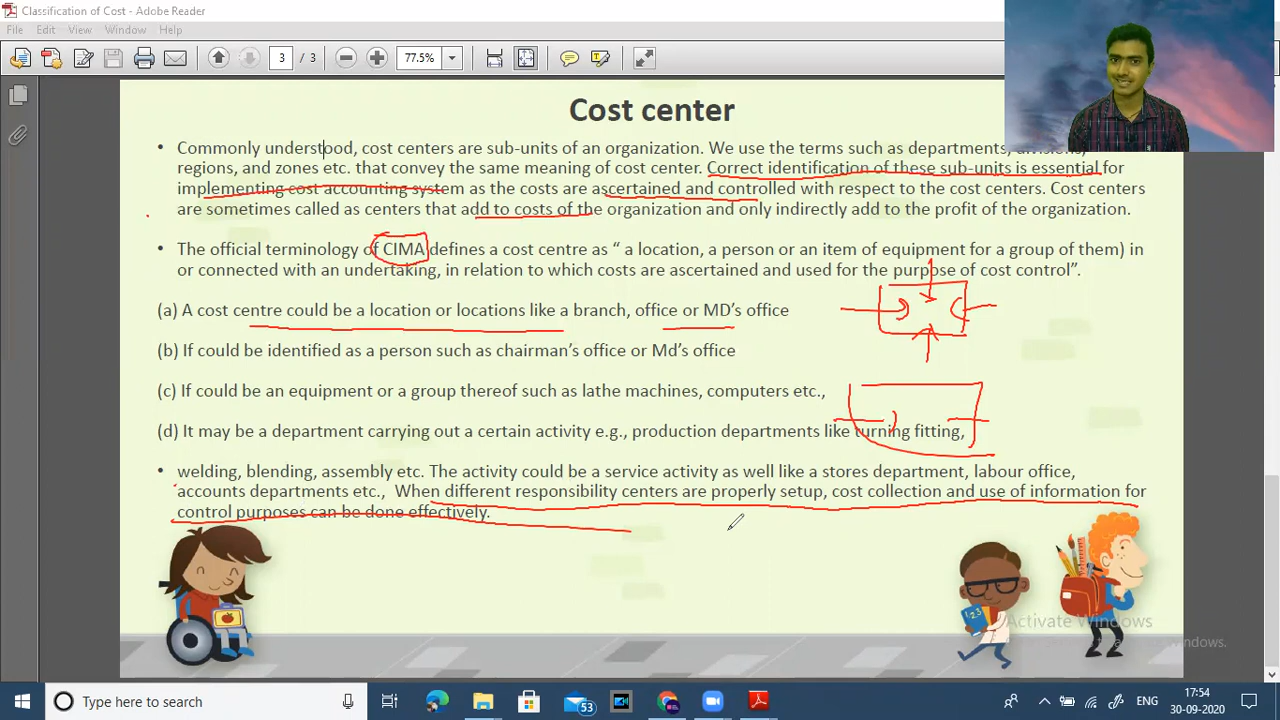 Classification of Cost - Adobe Reader
File Edit View Window Help
3 / 3 77.5%
Cost center
• Commonly understood, cost centers are sub-units of an organization. We use the terms such as departments, divisions,
regions, and zones etc. that convey the same meaning of cost center. Correct identification of these sub-units is essential for
implementing cost accounting system as the costs are ascertained and controlled with respect to the cost centers. Cost centers
are sometimes called as centers that add to costs of the organization and only indirectly add to the profit of the organization.
• The official terminology of CIMA defines a cost centre as “ a location, a person or an item of equipment for a group of them) in
or connected with an undertaking, in relation to which costs are ascertained and used for the purpose of cost control”.
(a) A cost centre could be a location or locations like a branch, office or MD’s office
(b) If could be identified as a person such as chairman’s office or Md’s office
(c) If could be an equipment or a group thereof such as lathe machines, computers etc.,
(d) It may be a department carrying out a certain activity e.g., production departments like turning fitting,
• welding, blending, assembly etc. The activity could be a service activity as well like a stores department, labour office,
accounts departments etc., When different responsibility centers are properly setup, cost collection and use of information for
control purposes can be done effectively.
1 2 3
Activate Windows
Windows.
Type here to search
53
ENG
17:54
30-09-2020